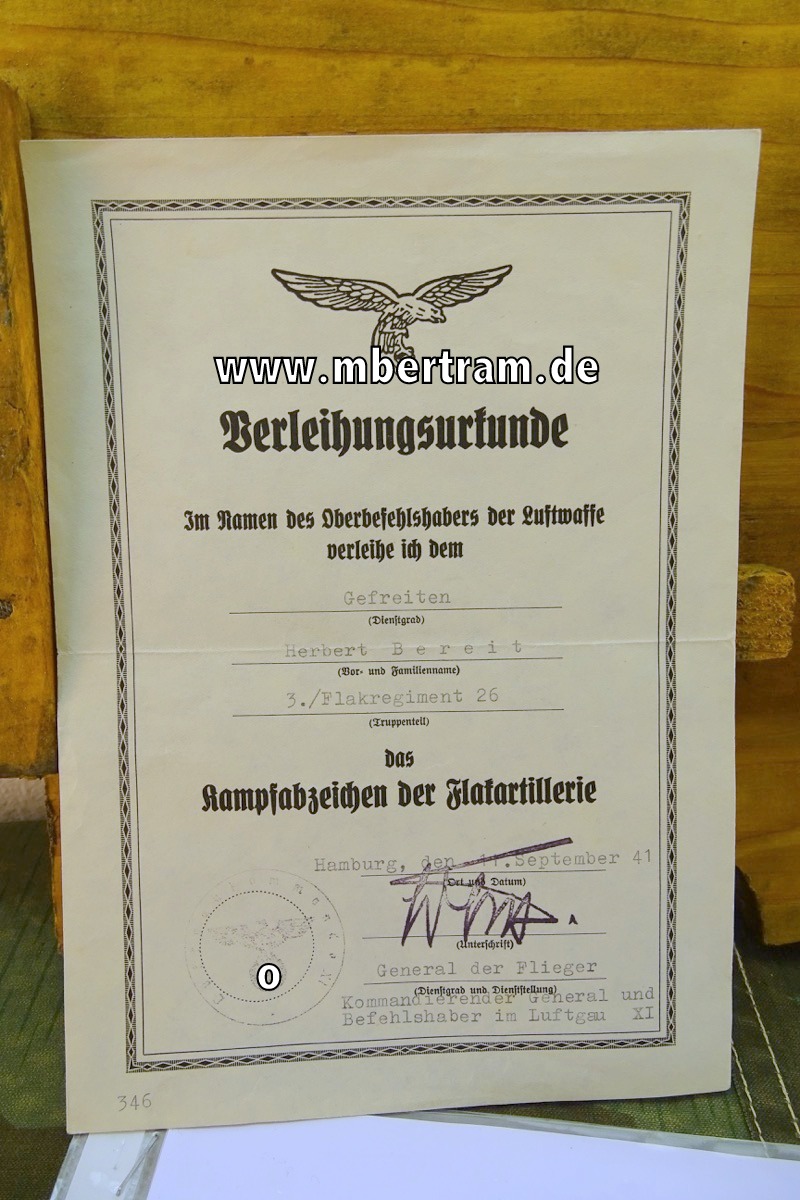 www.mbertram.de
Verleihungsurkunde
Im Namen des Oberbefehlshabers der Luftwaffe
verleihe ich dem
Gefreiten
(Dienstgrad)
Herbert Bereit
(Vor- und Familienname)
3./Flakregiment 26
(Truppenteil)
das
Kampfabzeichen der Flakartillerie
Hamburg, den 11.September 41
(Ort und Datum)
(Unterschrift)
General der Flieger
(Dienstgrad und Dienststellung)
Kommandierender General und
Befehlshaber im Luftgau XI
0
346